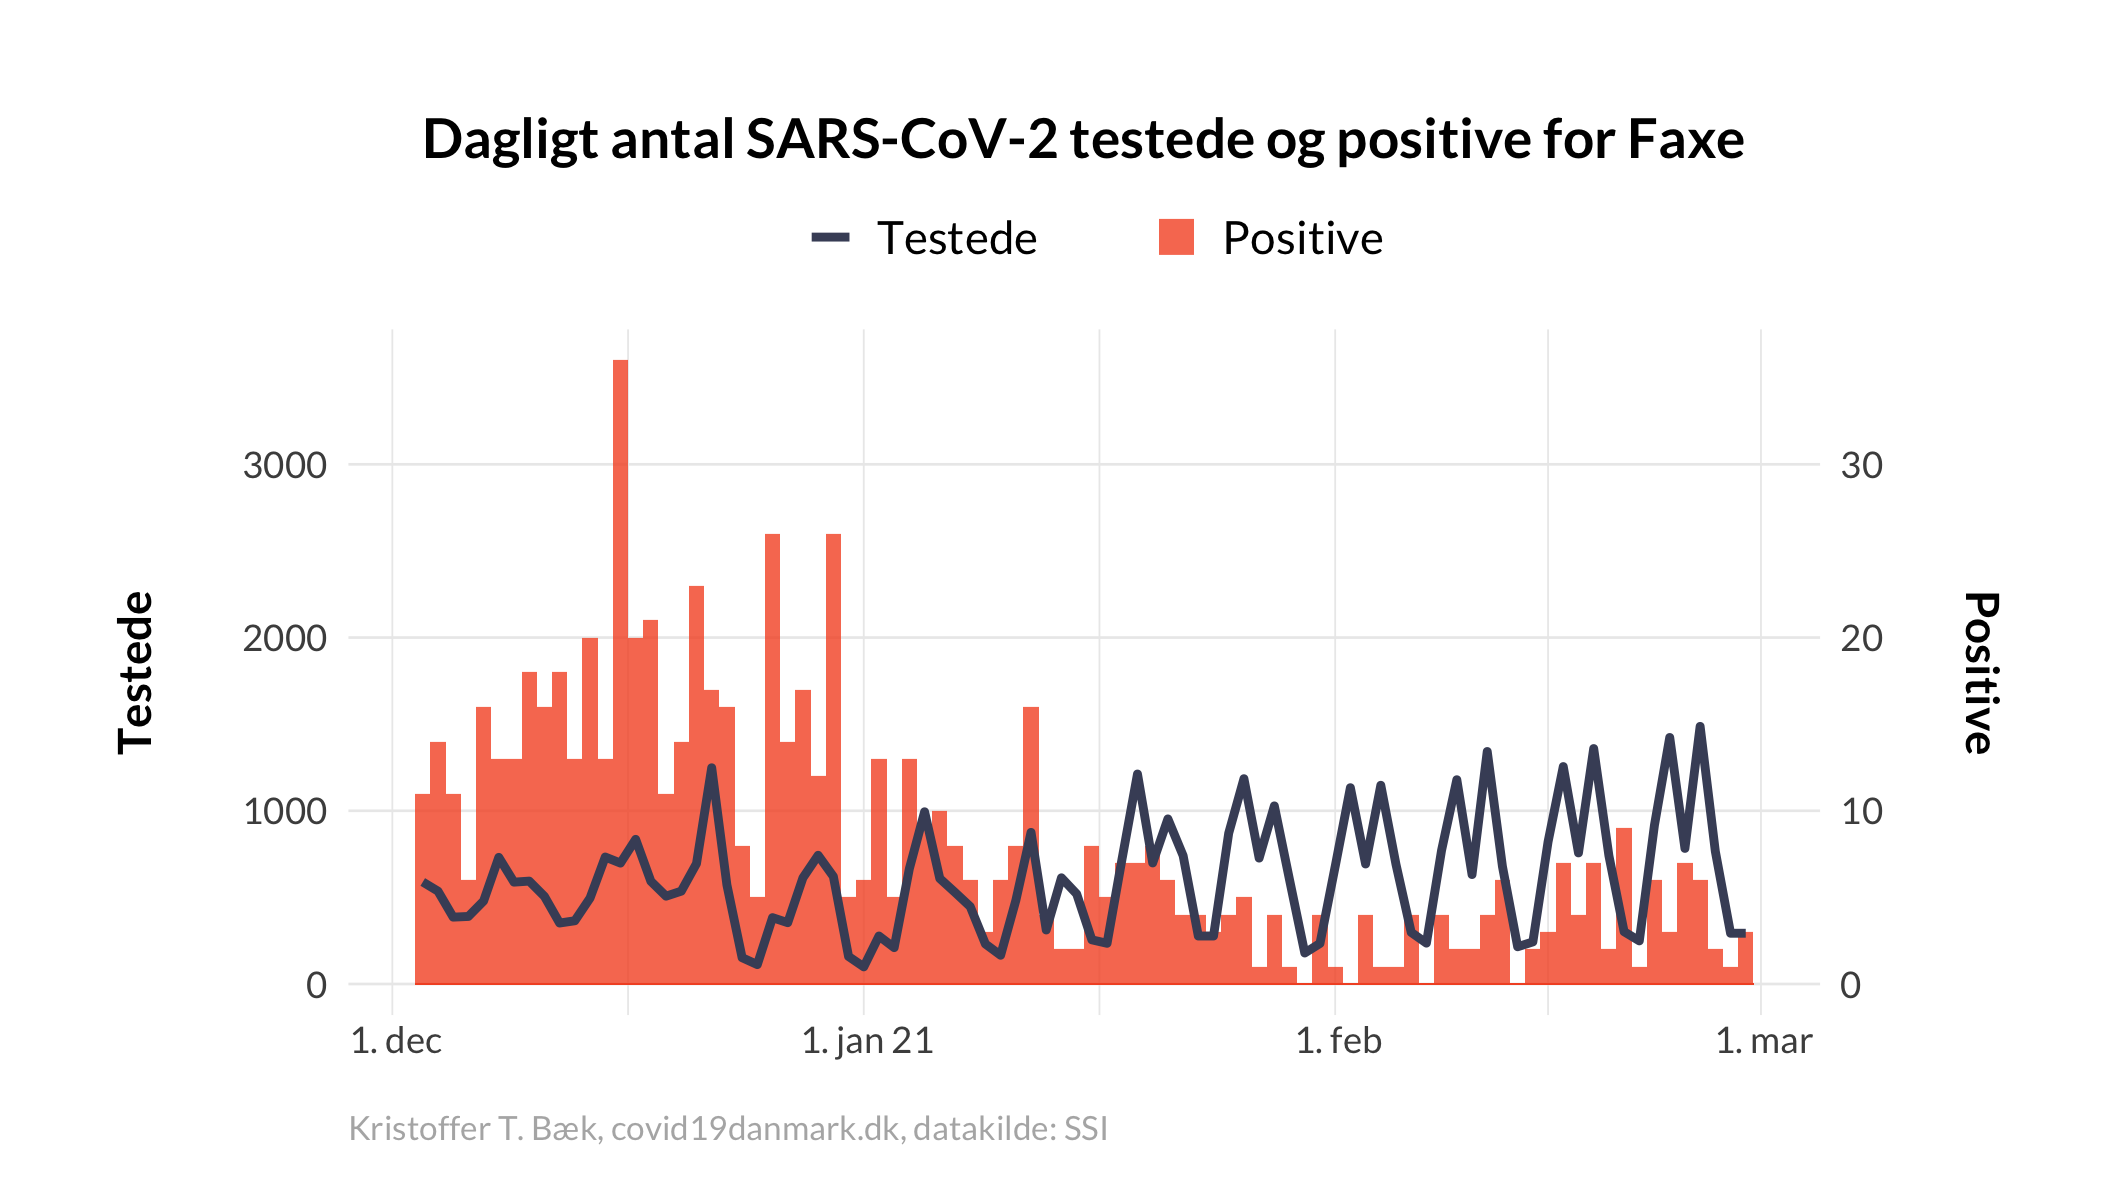 Dagligt antal SARS-CoV-2 testede og positive for Faxe
Testede
Positive
3000
2000
1000
0
30
20
10
0
Testede
Positive
1. dec
1. jan 21
1. feb
1. mar
Kristoffer T. Bæk, covid19danmark.dk, datakilde: SSI